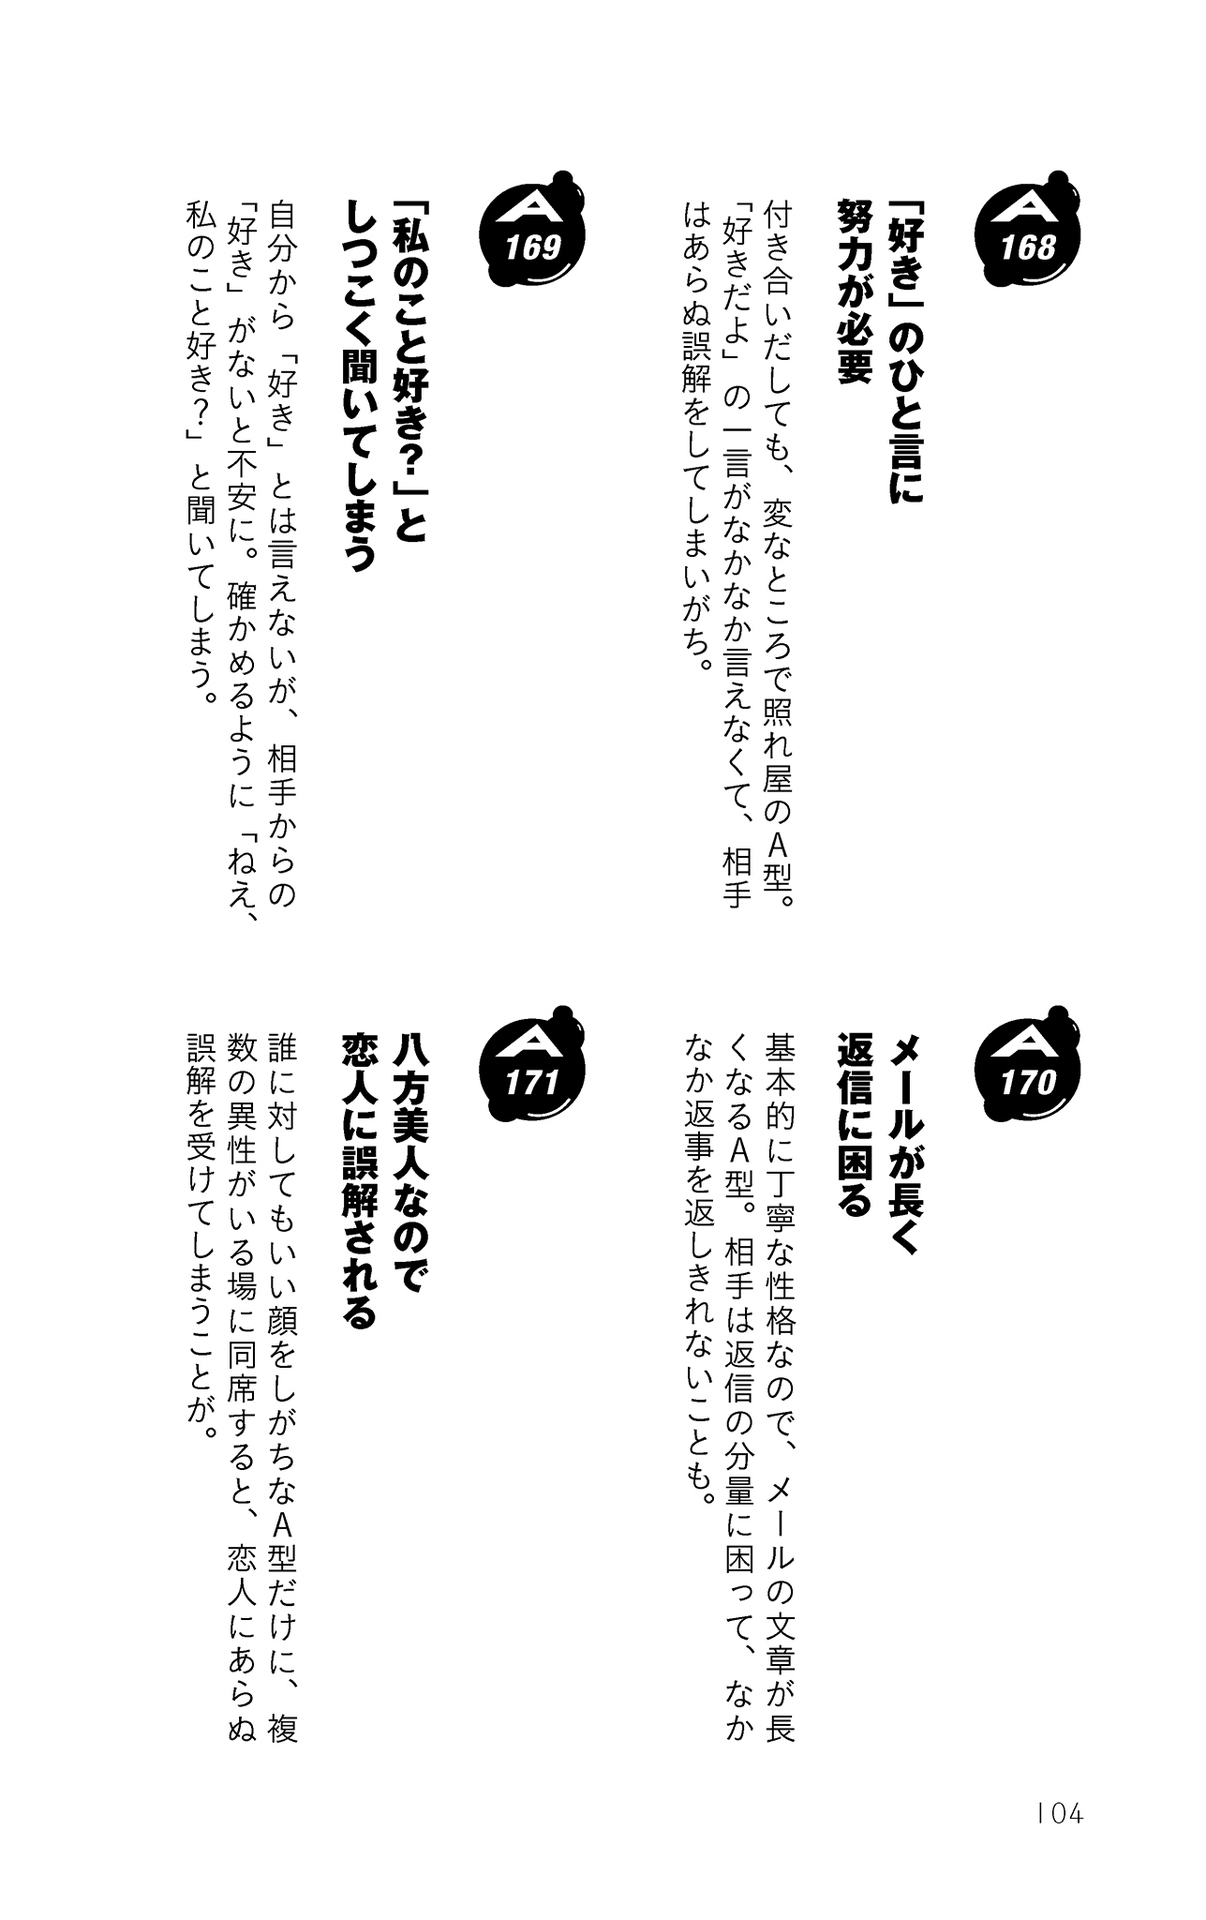 A
168
「好き」のひと言に
努力が必要
付き合いだしても、変なところで照れ屋のA型。
「好きだよ」の一言がなかなか言えなくて、相手
はあらぬ誤解をしてしまいがち。
A
169
「私のこと好き？」と
しつこく聞いてしまう
自分から「好き」とは言えないが、相手からの
「好き」がないと不安に。確かめるように「ねえ、
私のこと好き？」と聞いてしまう。
A
170
メールが長く
返信に困る
基本的に丁寧な性格なので、メールの文章が長
くなるA型。相手は返信の分量に困って、なか
なか返事を返しきれないことも。
A
171
八方美人なので
恋人に誤解される
誰に対してもいい顔をしがちなA型だけに、複
数の異性がいる場に同席すると、恋人にあらぬ
誤解を受けてしまうことが。
104